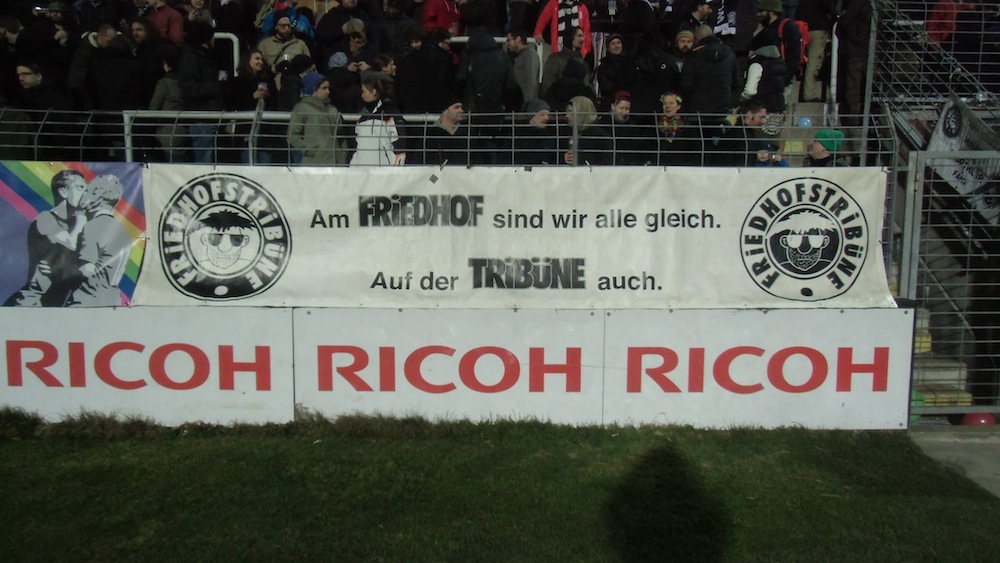 FRiEDHOFSTRiBÜNE
Am FRiEDHOF sind wir alle gleich.
Auf der TRiBÜNE auch.
FRiEDHOFSTRiBÜNE
RICOH RICOH RICOH